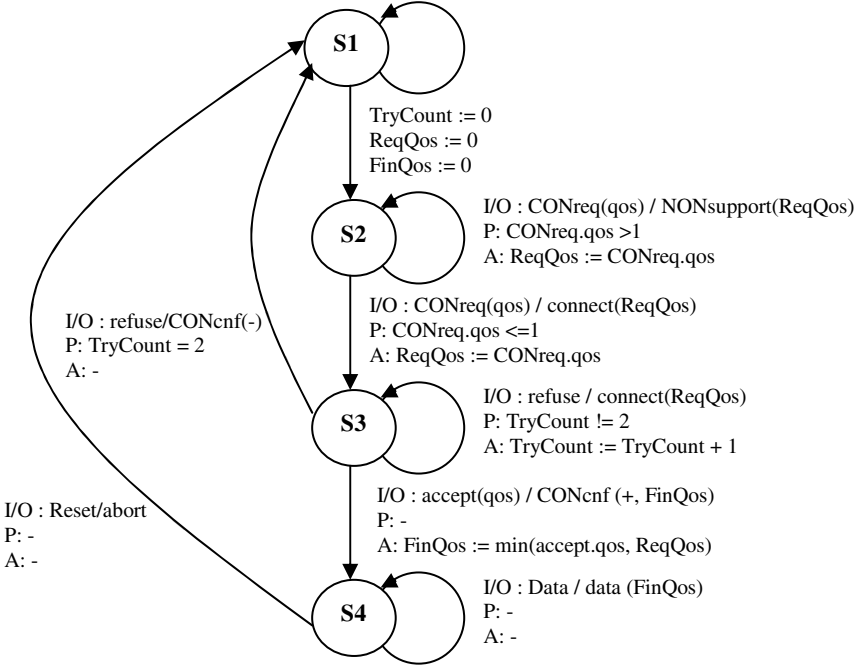 S1
TryCount := 0
ReqQos := 0
FinQos := 0
S2
I/O : CONreq(qos) / NONsupport(ReqQos)
P: CONreq.qos >1
A: ReqQos := CONreq.qos
I/O : CONreq(qos) / connect(ReqQos)
P: CONreq.qos <=1
A: ReqQos := CONreq.qos
I/O : refuse/CONcnf(-)
P: TryCount = 2
A: -
S3
I/O : refuse / connect(ReqQos)
P: TryCount != 2
A: TryCount := TryCount + 1
I/O : accept(qos) / CONcnf (+, FinQos)
P: -
A: FinQos := min(accept.qos, ReqQos)
I/O : Reset/abort
P: -
A: -
S4
I/O : Data / data (FinQos)
P: -
A: -